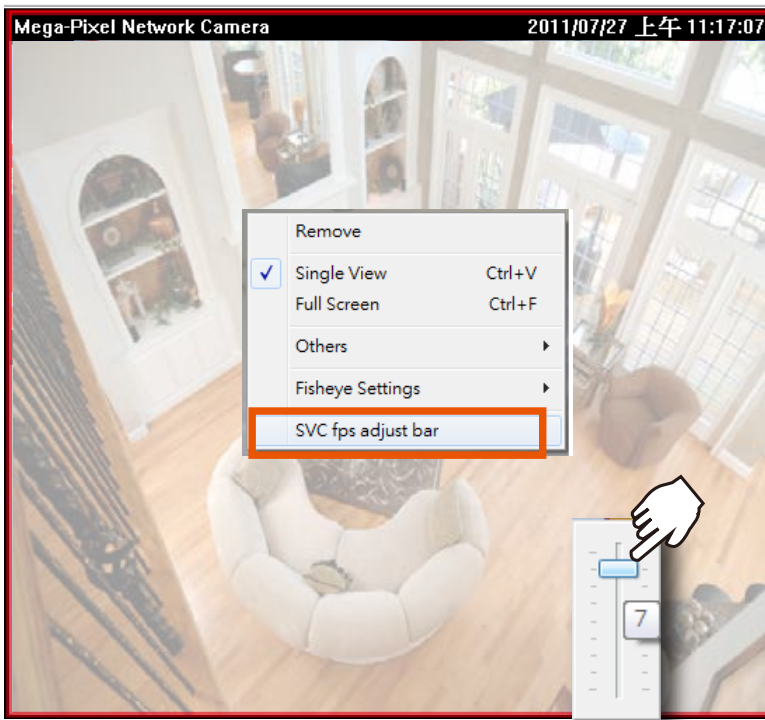 Mega-Pixel Network Camera 2011/07/27 上午 11:17:07
Remove
Single View Ctrl+V
Full Screen Ctrl+F
Others
Fisheye Settings
SVC fps adjust bar
7